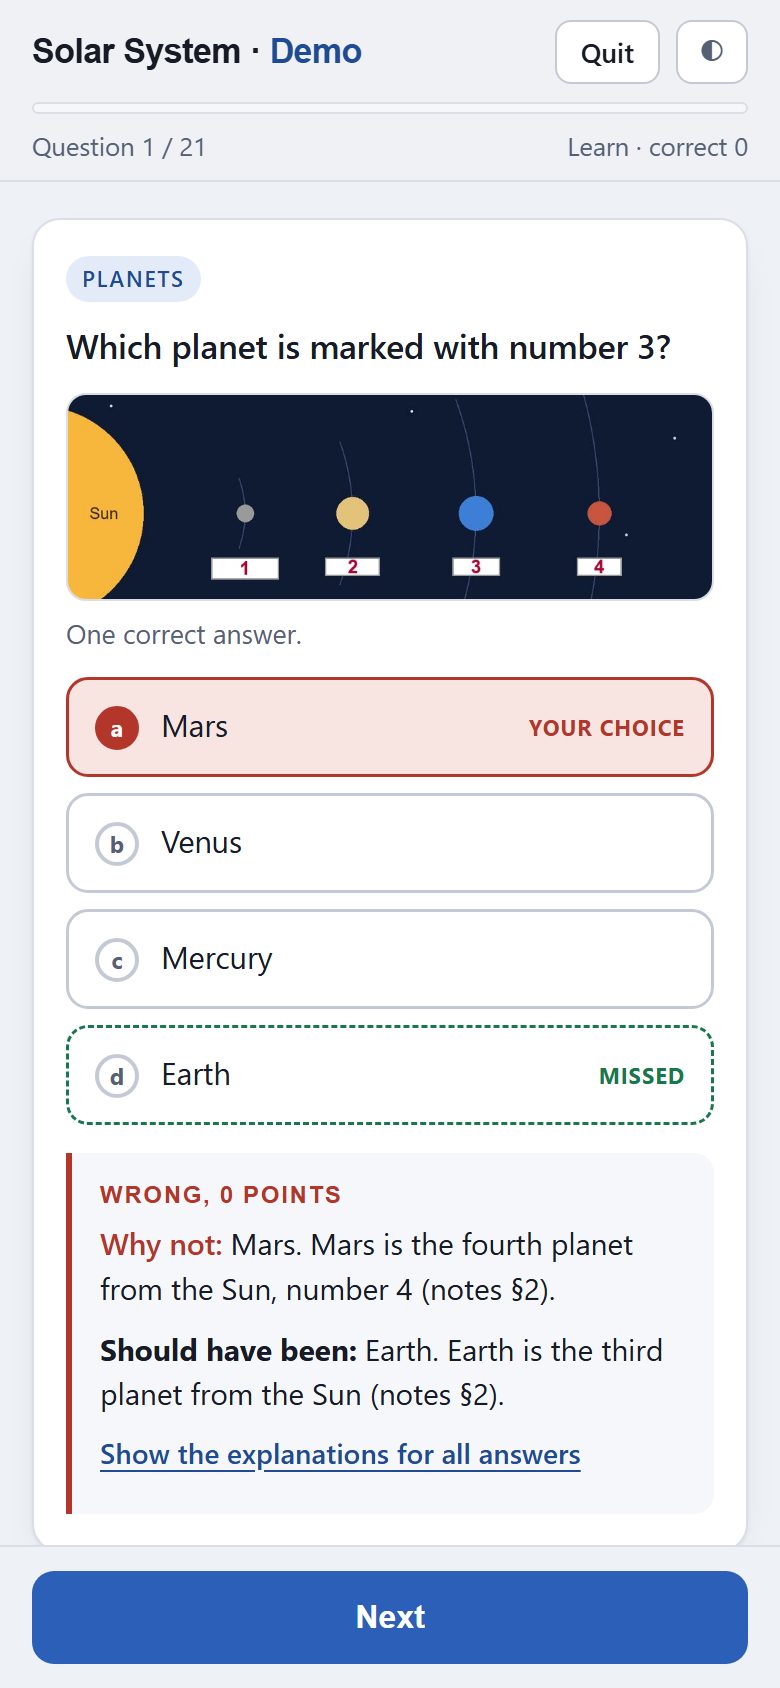 Solar System · Demo
Quit
Question 1 / 21
Learn · correct 0
PLANETS
Which planet is marked with number 3?
Sun
1
2
3
4
One correct answer.
a Mars YOUR CHOICE
b Venus
c Mercury
d Earth MISSED
WRONG, 0 POINTS
Why not: Mars. Mars is the fourth planet
from the Sun, number 4 (notes §2).
Should have been: Earth. Earth is the third
planet from the Sun (notes §2).
Show the explanations for all answers
Next